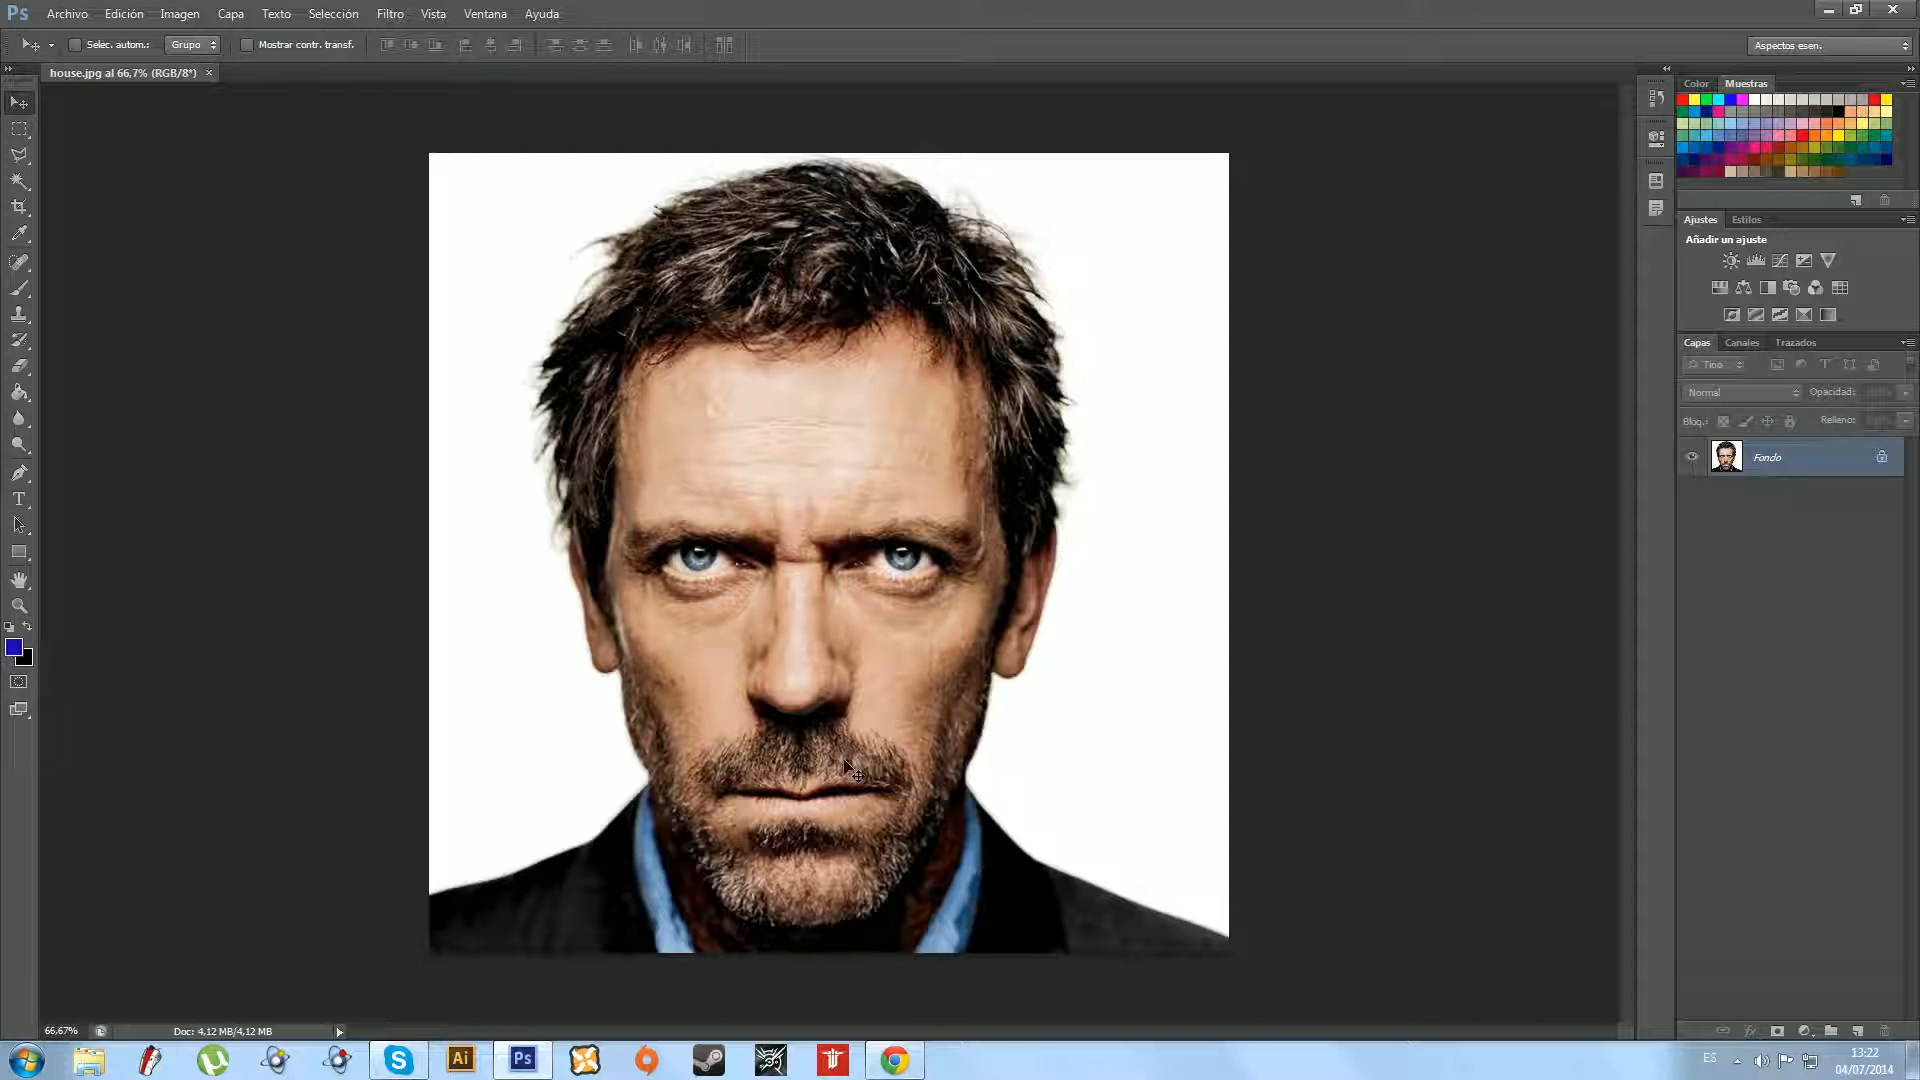 Ps Archivo Edición Imagen Capa Texto Selección Filtro Vista Ventana Ayuda
Selec. autom.: Grupo Mostrar contr. transf. Aspectos esen.
house.jpg al 66,7% (RGB/8*) ×
Color Muestras
Ajustes Estilos
Añadir un ajuste
Capas Canales Trazados
Tipo
Normal Opacidad:
Bloq.: Relleno:
Fondo
66,67% Doc: 4,12 MB/4,12 MB
Ai Ps ES 13:22
04/07/2014